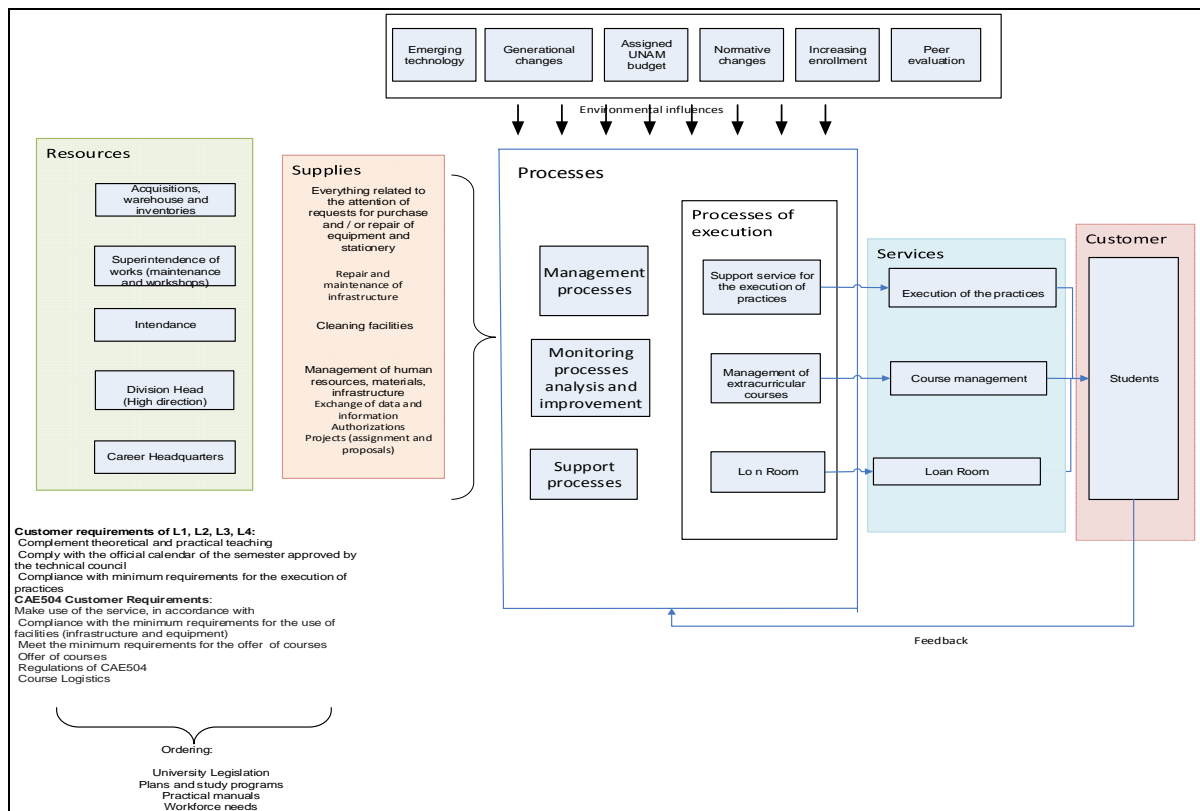 Emerging
technology
Generational
changes
Assigned
UNAM
budget
Normative
changes
Increasing
enrollment
Peer
evaluation
Environmental influences
Resources
Acquisitions,
warehouse and
inventories
Superintendence of
works (maintenance
and workshops)
Intendance
Division Head
(High direction)
Career Headquarters
Supplies
Everything related to
the attention of
requests for purchase
and / or repair of
equipment and
stationery
Repair and
maintenance of
infrastructure
Cleaning facilities
Management of human
resources, materials,
infrastructure
Exchange of data and
information
Authorizations
Projects (assignment and
proposals)
Processes
Management
processes
Monitoring
processes
analysis and
improvement
Support
processes
Processes of
execution
Support service for
the execution of
practices
Management of
extracurricular
courses
Lo n Room
Services
Execution of the practices
Course management
Loan Room
Customer
Students
Feedback
Customer requirements of L1, L2, L3, L4:
Complement theoretical and practical teaching
Comply with the official calendar of the semester approved by
the technical council
Compliance with minimum requirements for the execution of
practices
CAE504 Customer Requirements:
Make use of the service, in accordance with
Compliance with the minimum requirements for the use of
facilities (infrastructure and equipment)
Meet the minimum requirements for the offer of courses
Offer of courses
Regulations of CAE504
Course Logistics
Ordering:
University Legislation
Plans and study programs
Practical manuals
Workforce needs